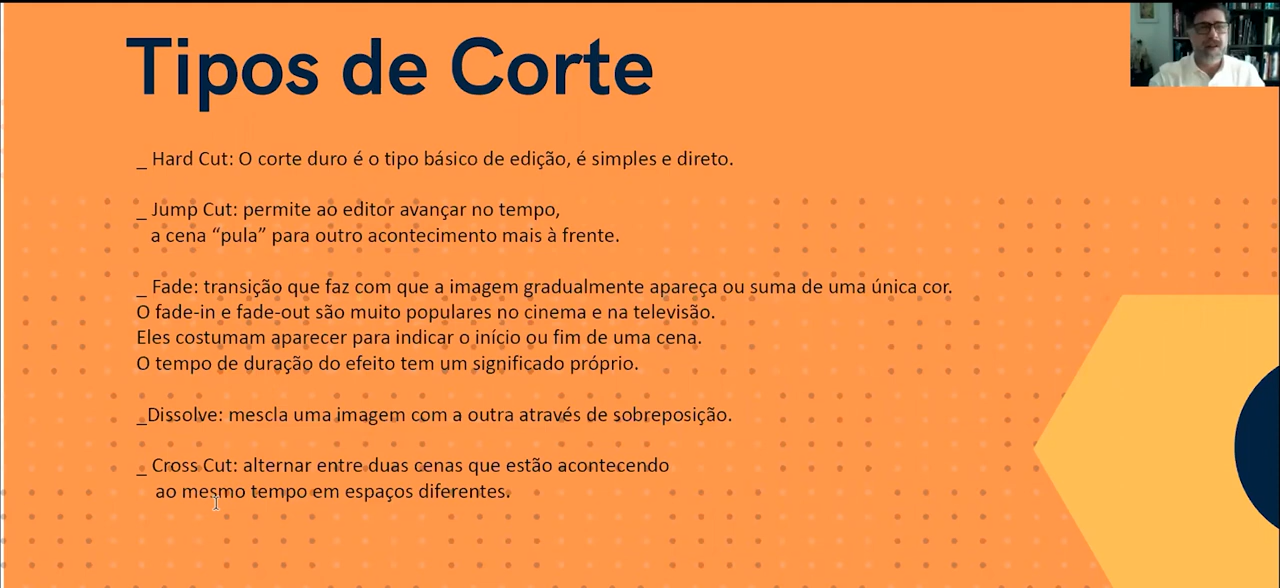 Tipos de Corte
_ Hard Cut: O corte duro é o tipo básico de edição, é simples e direto.
_ Jump Cut: permite ao editor avançar no tempo,
a cena “pula” para outro acontecimento mais à frente.
_ Fade: transição que faz com que a imagem gradualmente apareça ou suma de uma única cor.
O fade-in e fade-out são muito populares no cinema e na televisão.
Eles costumam aparecer para indicar o início ou fim de uma cena.
O tempo de duração do efeito tem um significado próprio.
_Dissolve: mescla uma imagem com a outra através de sobreposição.
_ Cross Cut: alternar entre duas cenas que estão acontecendo
ao mesmo tempo em espaços diferentes.